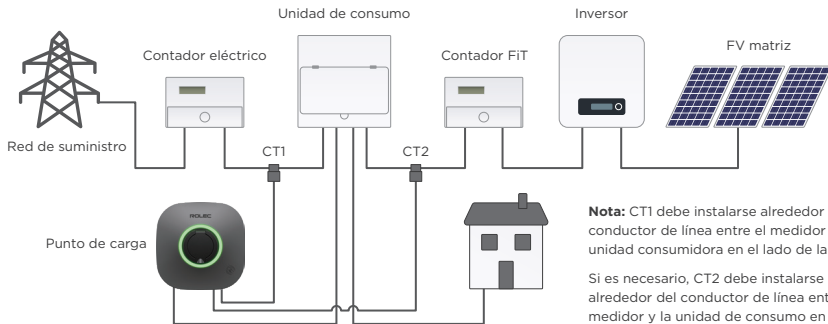 Unidad de consumo
Inversor
FV matriz
Contador eléctrico
Contador FiT
Red de suministro
CT1
CT2
ROLEC
Punto de carga
Nota: CT1 debe instalarse alrededor
conductor de línea entre el medidor
unidad consumidora en el lado de la
Si es necesario, CT2 debe instalarse
alrededor del conductor de línea ent
medidor y la unidad de consumo en